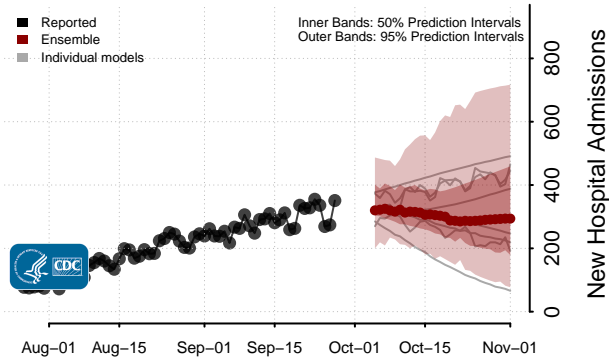 Reported
Ensemble
Individual models
Inner Bands: 50% Prediction Intervals
Outer Bands: 95% Prediction Intervals
CDC
0
200
400
600
800
New Hospital Admissions
Aug−01
Aug−15
Sep−01
Sep−15
Oct−01
Oct−15
Nov−01